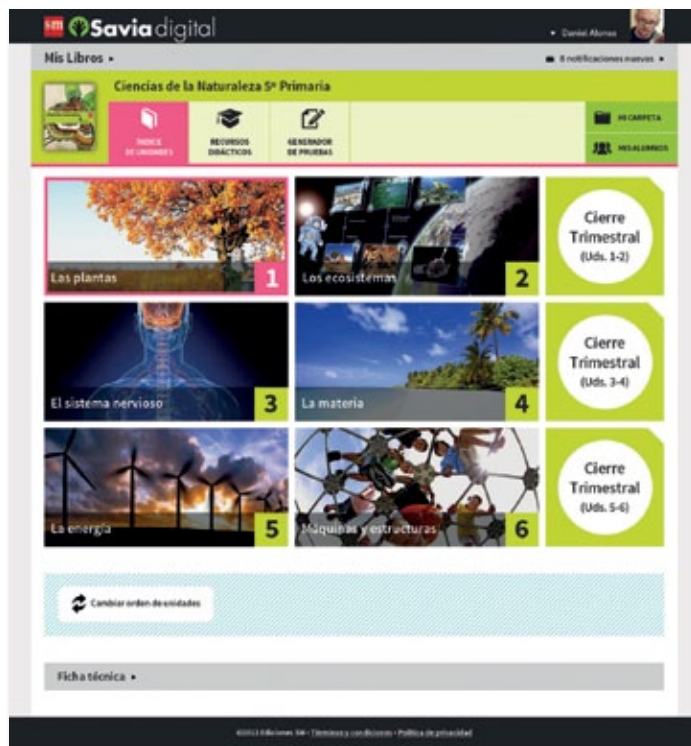 sm Savia digital
Daniel Alonso
Mis Libros
8 notificaciones nuevas
Ciencias de la Naturaleza 5º Primaria
ÍNDICE
DE UNIDADES
RECURSOS
DIDÁCTICOS
GENERADOR
DE PRUEBAS
MI CARPETA
MIS ALUMNOS
Las plantas
1
Los ecosistemas
2
Cierre
Trimestral
(Uds. 1-2)
El sistema nervioso
3
La materia
4
Cierre
Trimestral
(Uds. 3-4)
La energía
5
Máquinas y estructuras
6
Cierre
Trimestral
(Uds. 5-6)
Cambiar orden de unidades
Ficha técnica
Ediciones SM • Términos y condiciones • Política de privacidad